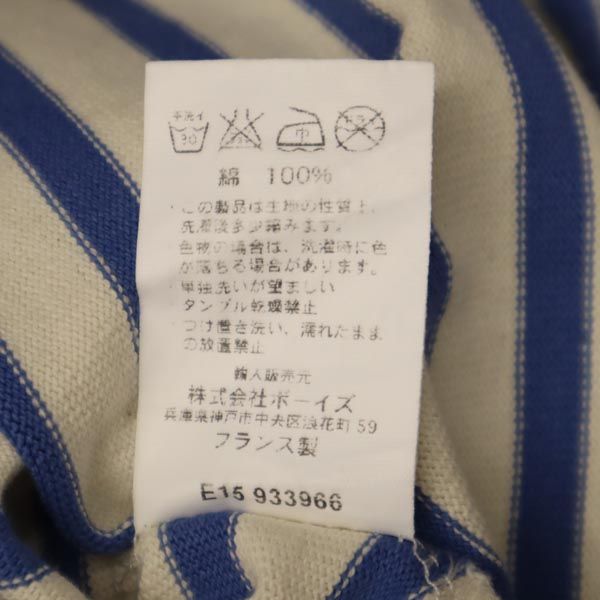 手洗イ
30
中
ドライ
綿 100%
・この製品は生地の性質上、
洗濯後多少縮みます。
色物の場合は、洗濯時に色
が落ちる場合があります。
・単独洗いが望ましい
・タンブル乾燥禁止
・つけ置き洗い、濡れたまま
の放置禁止
輸入販売元
株式会社ボーイズ
兵庫県神戸市中央区浪花町 59
フランス製
E15 933966